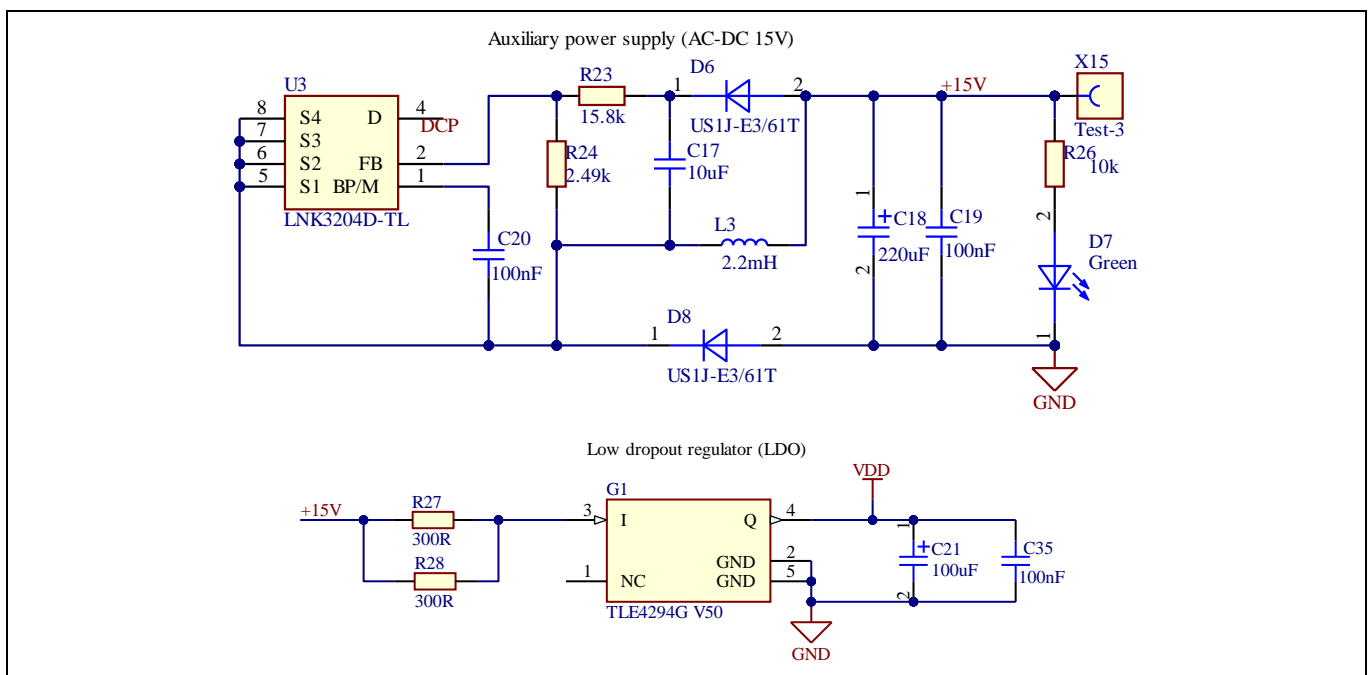 Auxiliary power supply (AC-DC 15V)
U3
8 S4 D 4
DCP
7 S3
6 S2 FB 2
5 S1 BP/M 1
LNK3204D-TL
C20
100nF
R23
15.8k
R24
2.49k
C17
10uF
1 D6 2
US1J-E3/61T
L3
2.2mH
D8
1 2
US1J-E3/61T
+15V
1
C18
+
220uF
2
C19
100nF
X15
Test-3
R26
10k
2
D7
Green
1
GND
Low dropout regulator (LDO)
+15V
R27
300R
R28
300R
G1
3 I Q 4
GND 2
1 NC GND 5
TLE4294G V50
VDD
1
+
C21
100uF
2
C35
100nF
GND